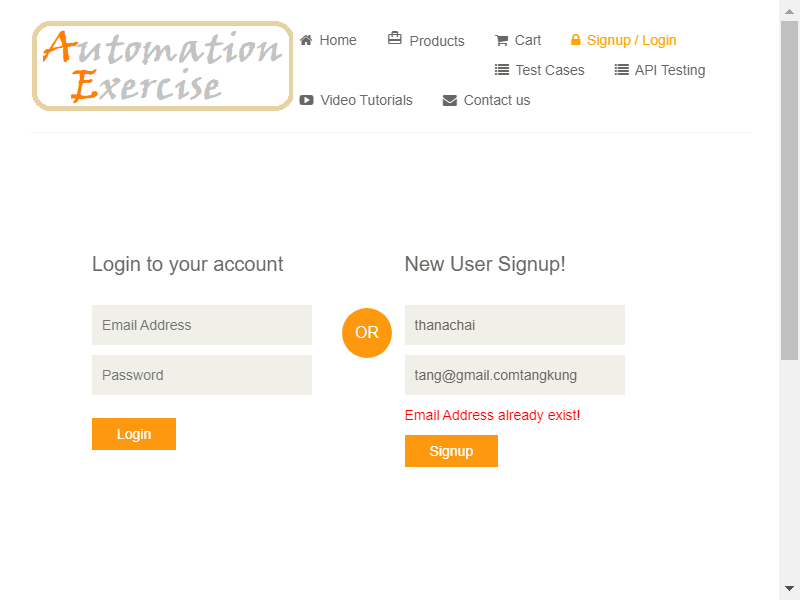 Automation
Exercise
Home
Products
Cart
Signup / Login
Test Cases
API Testing
Video Tutorials
Contact us
Login to your account
Email Address
Password
Login
OR
New User Signup!
thanachai
tang@gmail.comtangkung
Email Address already exist!
Signup